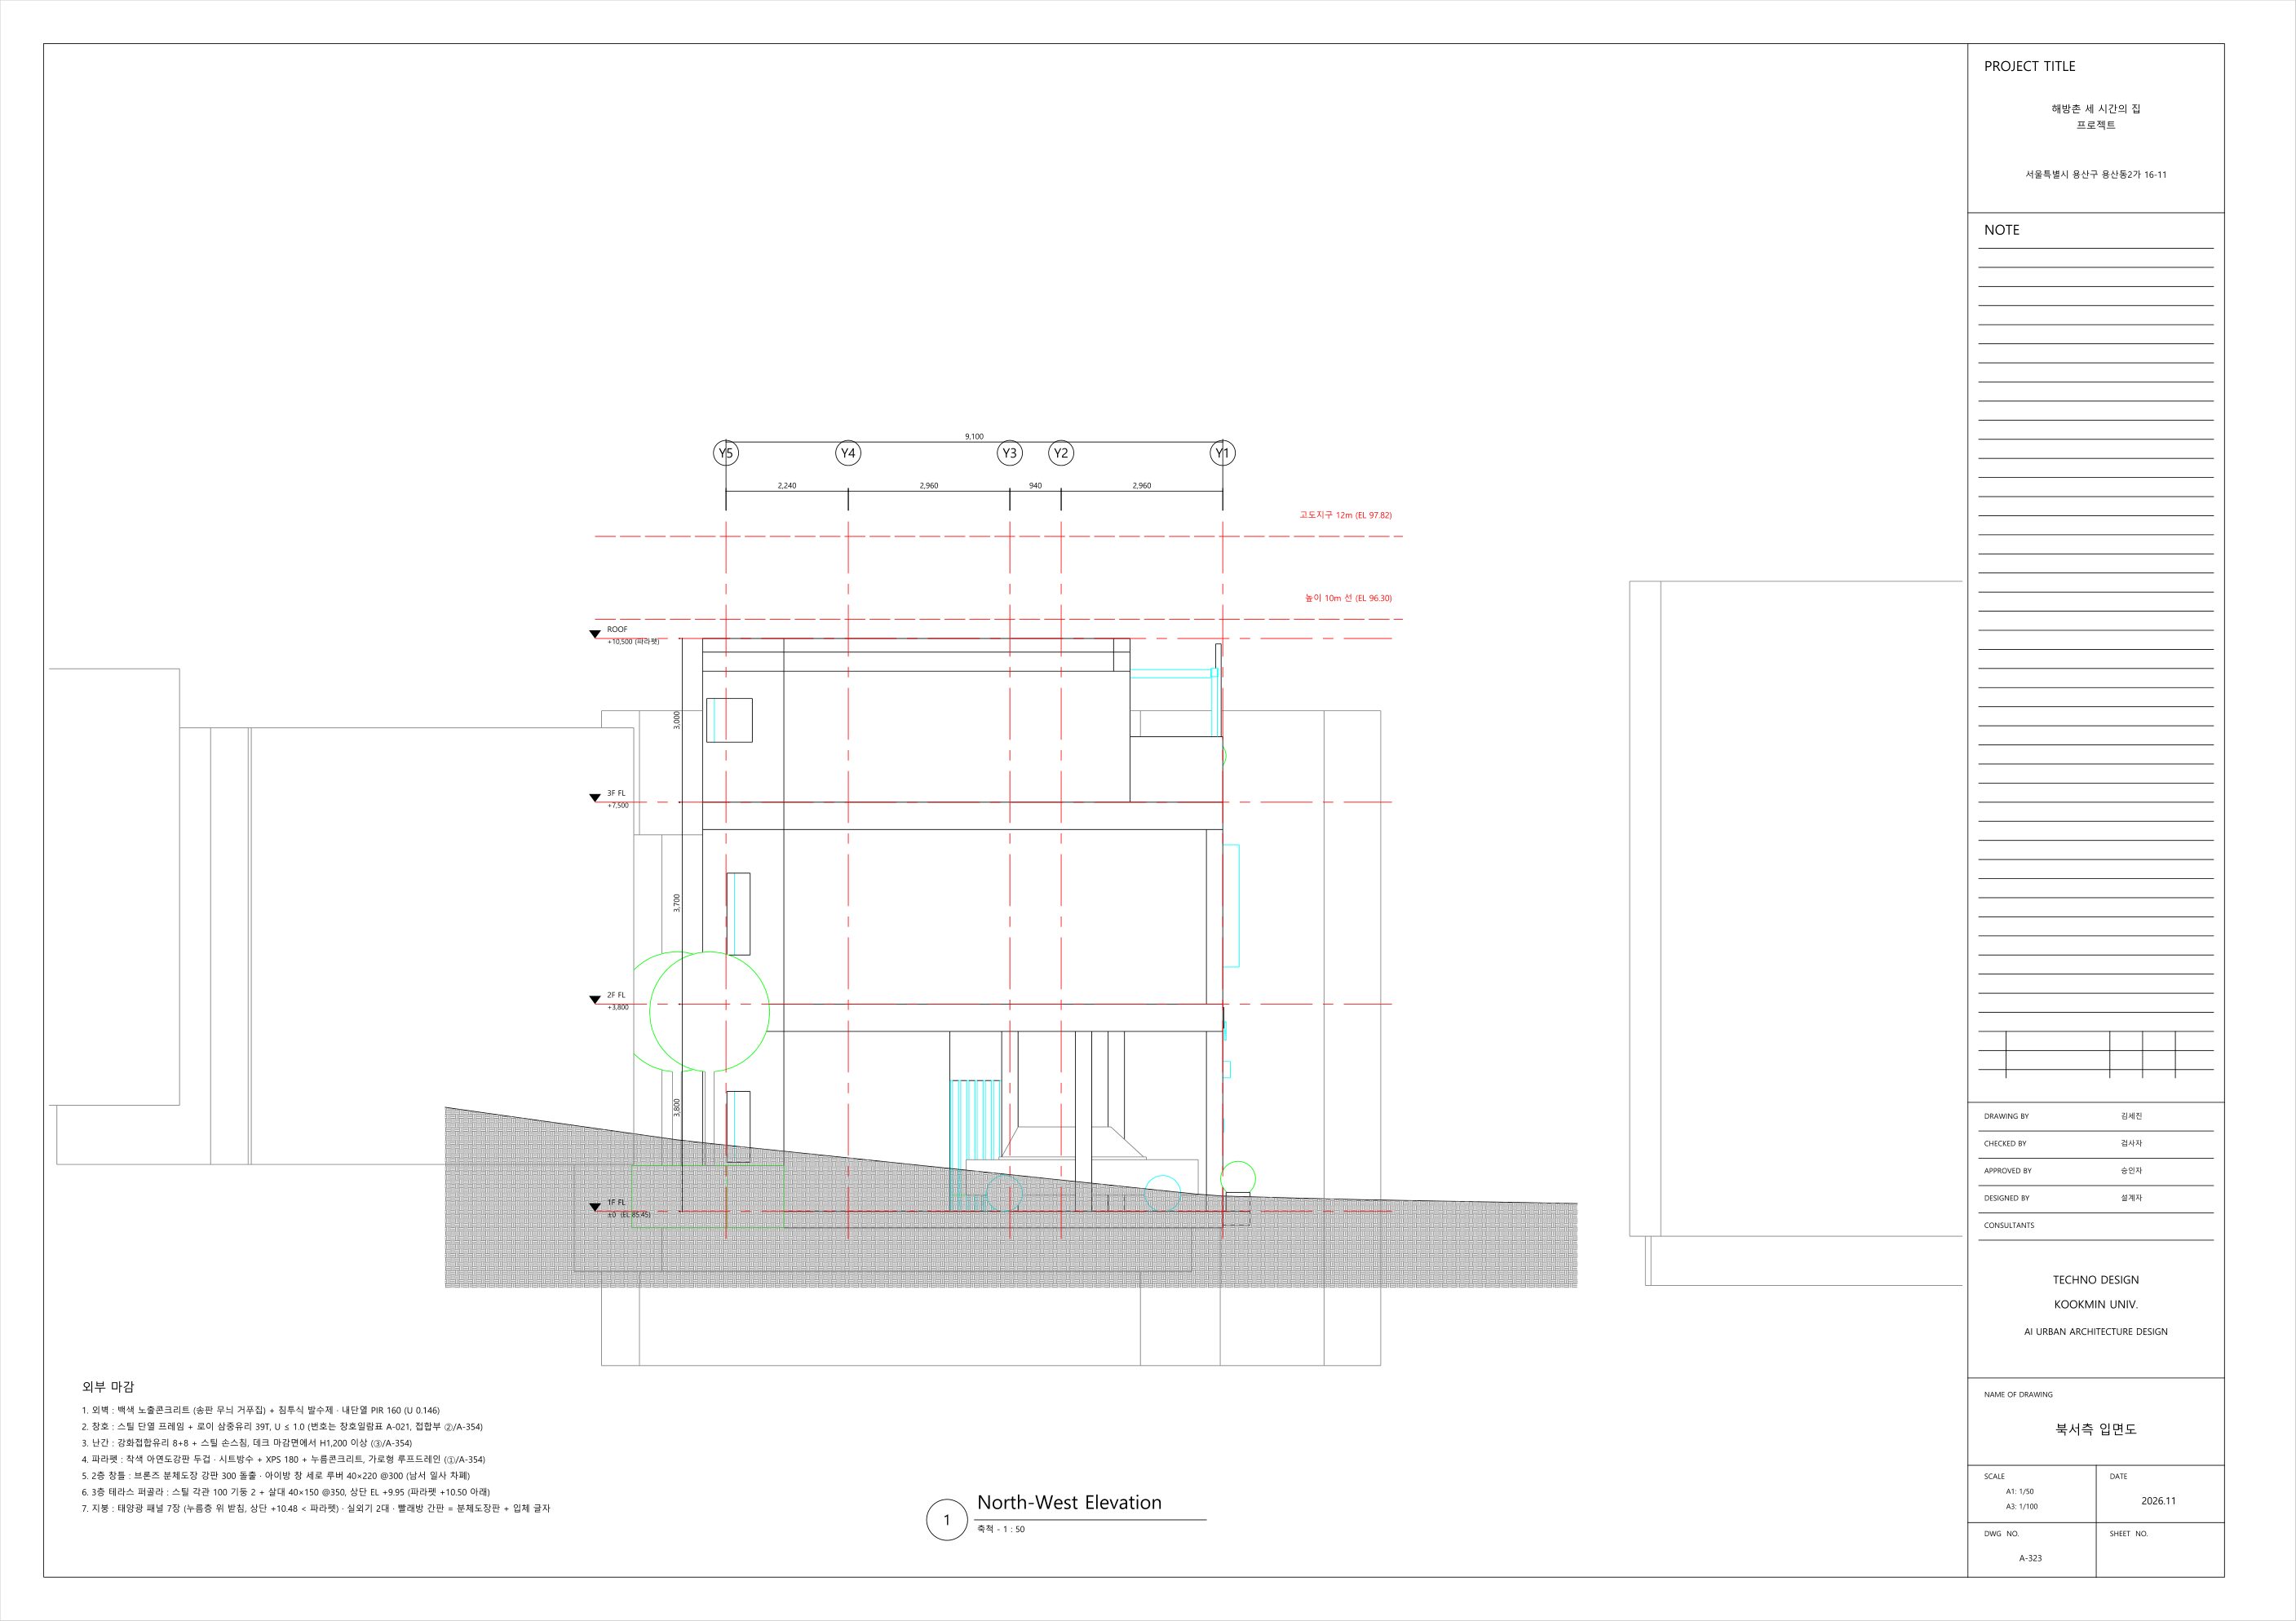 PROJECT TITLE
해방촌 세 시간의 집
프로젝트
서울특별시 용산구 용산동2가 16-11
NOTE
9,100
Y5
Y4
Y3
Y2
Y1
2,240
2,960
940
2,960
고도지구 12m (EL 97.82)
높이 10m 선 (EL 96.30)
ROOF
+10,500 (파라펫)
3,000
3F FL
+7,500
3,700
2F FL
+3,800
3,800
1F FL
±0 (EL 85.45)
외부 마감
1. 외벽 : 백색 노출콘크리트 (송판 무늬 거푸집) + 침투식 발수제 · 내단열 PIR 160 (U 0.146)
2. 창호 : 스틸 단열 프레임 + 로이 삼중유리 39T, U ≤ 1.0 (번호는 창호일람표 A-021, 접합부 ②/A-354)
3. 난간 : 강화접합유리 8+8 + 스틸 손스침, 데크 마감면에서 H1,200 이상 (③/A-354)
4. 파라펫 : 착색 아연도강판 두겁 · 시트방수 + XPS 180 + 누름콘크리트, 가로형 루프드레인 (①/A-354)
5. 2층 창틀 : 브론즈 분체도장 강판 300 돌출 · 아이방 창 세로 루버 40×220 @300 (남서 일사 차폐)
6. 3층 테라스 퍼골라 : 스틸 각관 100 기둥 2 + 살대 40×150 @350, 상단 EL +9.95 (파라펫 +10.50 아래)
7. 지붕 : 태양광 패널 7장 (누름층 위 받침, 상단 +10.48 < 파라펫) · 실외기 2대 · 빨래방 간판 = 분체도장판 + 입체 글자
1
North-West Elevation
축척 - 1 : 50
DRAWING BY 김세진
CHECKED BY 검사자
APPROVED BY 승인자
DESIGNED BY 설계자
CONSULTANTS
TECHNO DESIGN
KOOKMIN UNIV.
AI URBAN ARCHITECTURE DESIGN
NAME OF DRAWING
북서측 입면도
SCALE
A1: 1/50
A3: 1/100
DATE
2026.11
DWG NO.
A-323
SHEET NO.